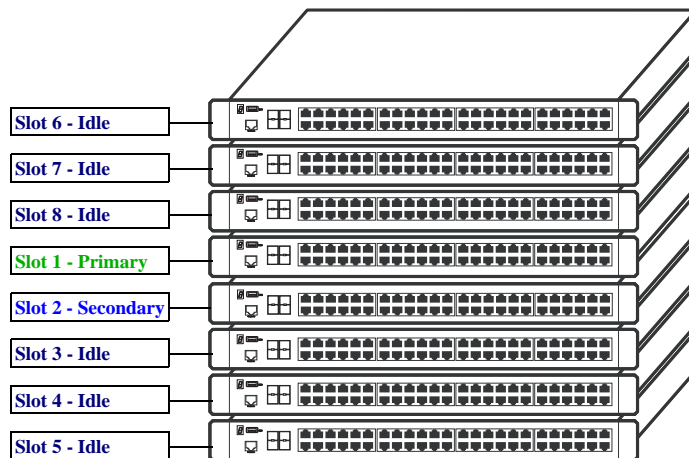 Slot 6 - Idle
Slot 7 - Idle
Slot 8 - Idle
Slot 1 - Primary
Slot 2 - Secondary
Slot 3 - Idle
Slot 4 - Idle
Slot 5 - Idle